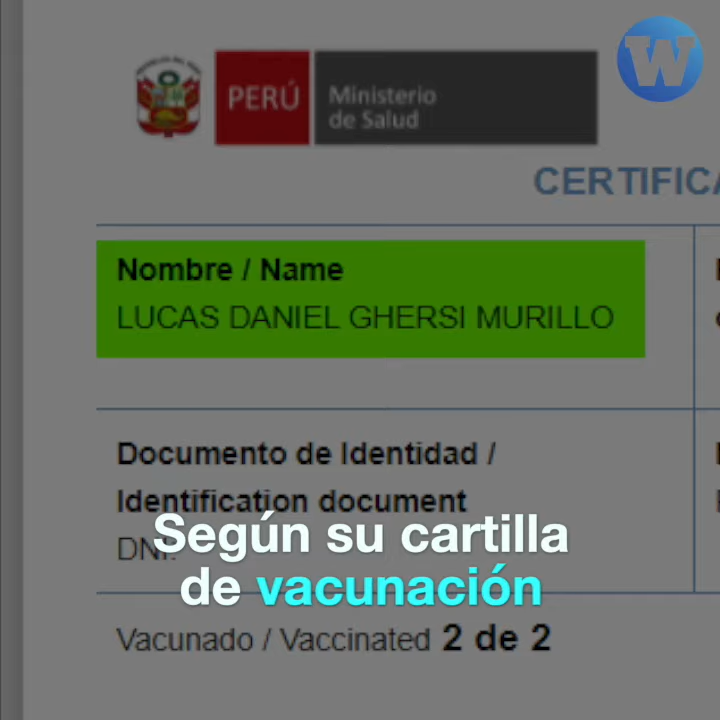 W
PERÚ
Ministerio
de Salud
CERTIFICA
Nombre / Name
LUCAS DANIEL GHERSI MURILLO
Documento de Identidad /
Identification document
DNI:
Según su cartilla
de vacunación
Vacunado / Vaccinated 2 de 2